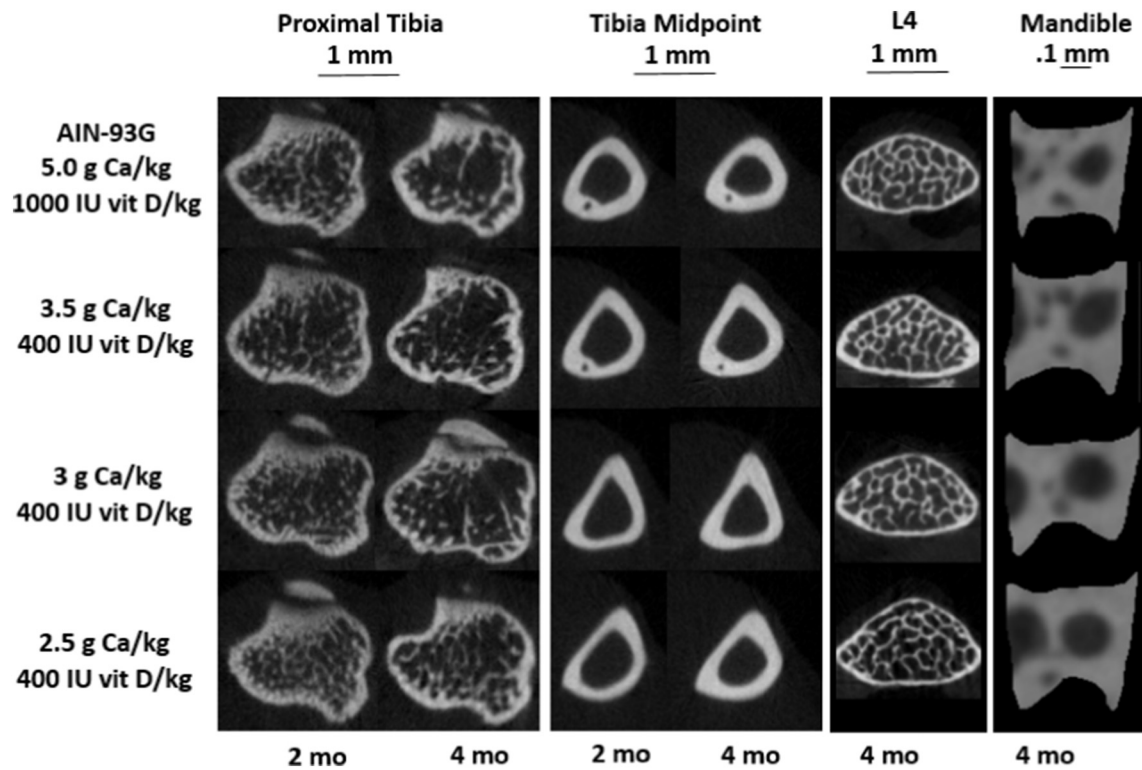 Proximal Tibia
1 mm
Tibia Midpoint
1 mm
L4
1 mm
Mandible
.1 mm
AIN-93G
5.0 g Ca/kg
1000 IU vit D/kg
3.5 g Ca/kg
400 IU vit D/kg
3 g Ca/kg
400 IU vit D/kg
2.5 g Ca/kg
400 IU vit D/kg
2 mo
4 mo
2 mo
4 mo
4 mo
4 mo